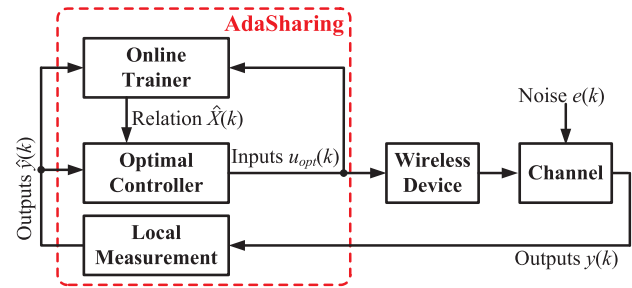 AdaSharing
Online
Trainer
Relation X̂(k)
Noise e(k)
Outputs ŷ(k)
Optimal
Controller
Inputs u_opt(k)
Wireless
Device
Channel
Local
Measurement
Outputs y(k)